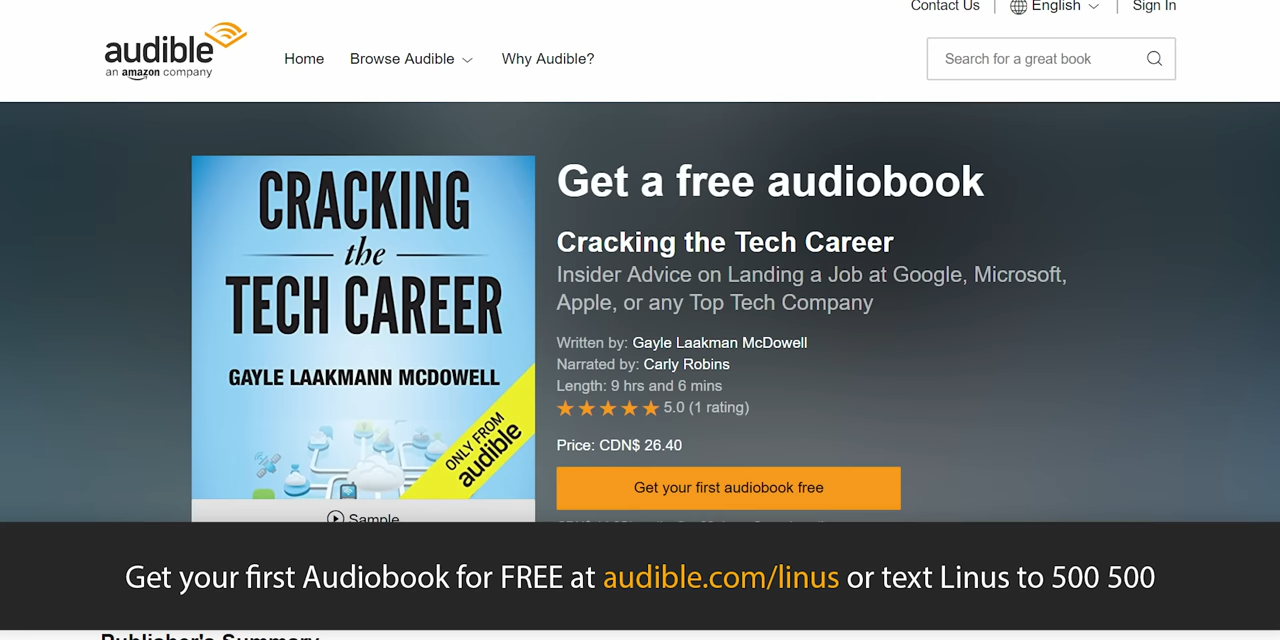 Contact Us
English
Sign In
audible
an amazon company
Home
Browse Audible
Why Audible?
Search for a great book
CRACKING
the
TECH CAREER
GAYLE LAAKMANN MCDOWELL
ONLY FROM
audible
Sample
Get a free audiobook
Cracking the Tech Career
Insider Advice on Landing a Job at Google, Microsoft,
Apple, or any Top Tech Company
Written by: Gayle Laakman McDowell
Narrated by: Carly Robins
Length: 9 hrs and 6 mins
5.0 (1 rating)
Price: CDN$ 26.40
Get your first audiobook free
Get your first Audiobook for FREE at audible.com/linus or text Linus to 500 500
Publisher's Summary